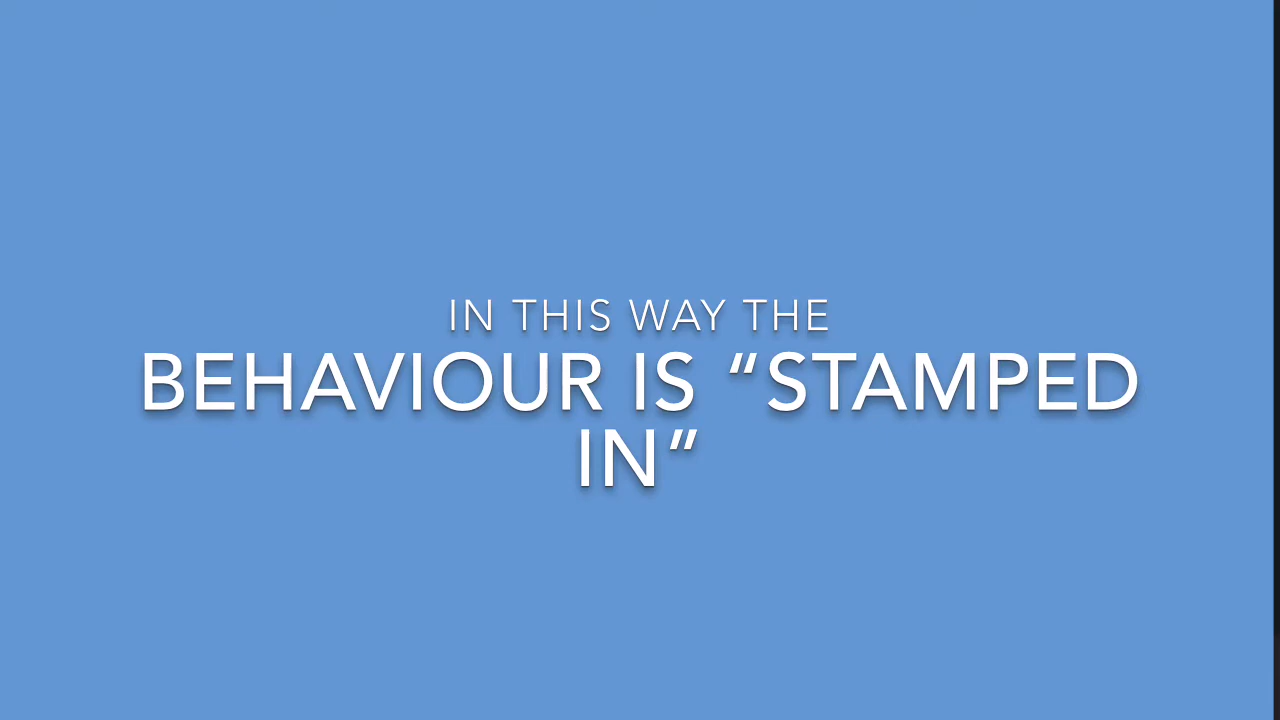 IN THIS WAY THE
BEHAVIOUR IS “STAMPED
IN”